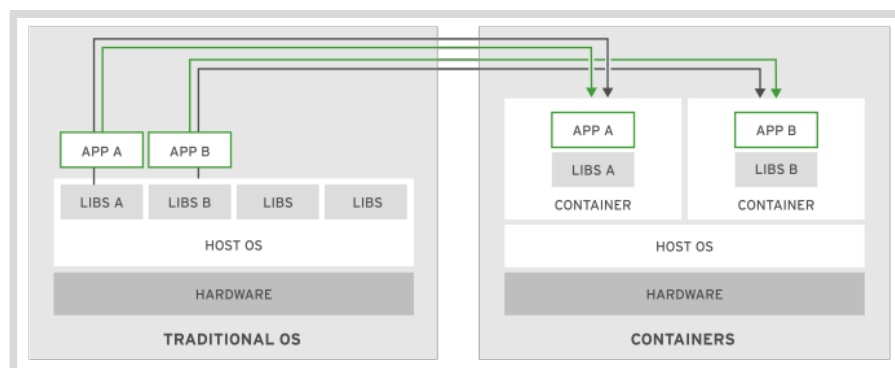 APP A
APP B
LIBS A
LIBS B
LIBS
LIBS
HOST OS
HARDWARE
TRADITIONAL OS
APP A
APP B
LIBS A
LIBS B
CONTAINER
CONTAINER
HOST OS
HARDWARE
CONTAINERS